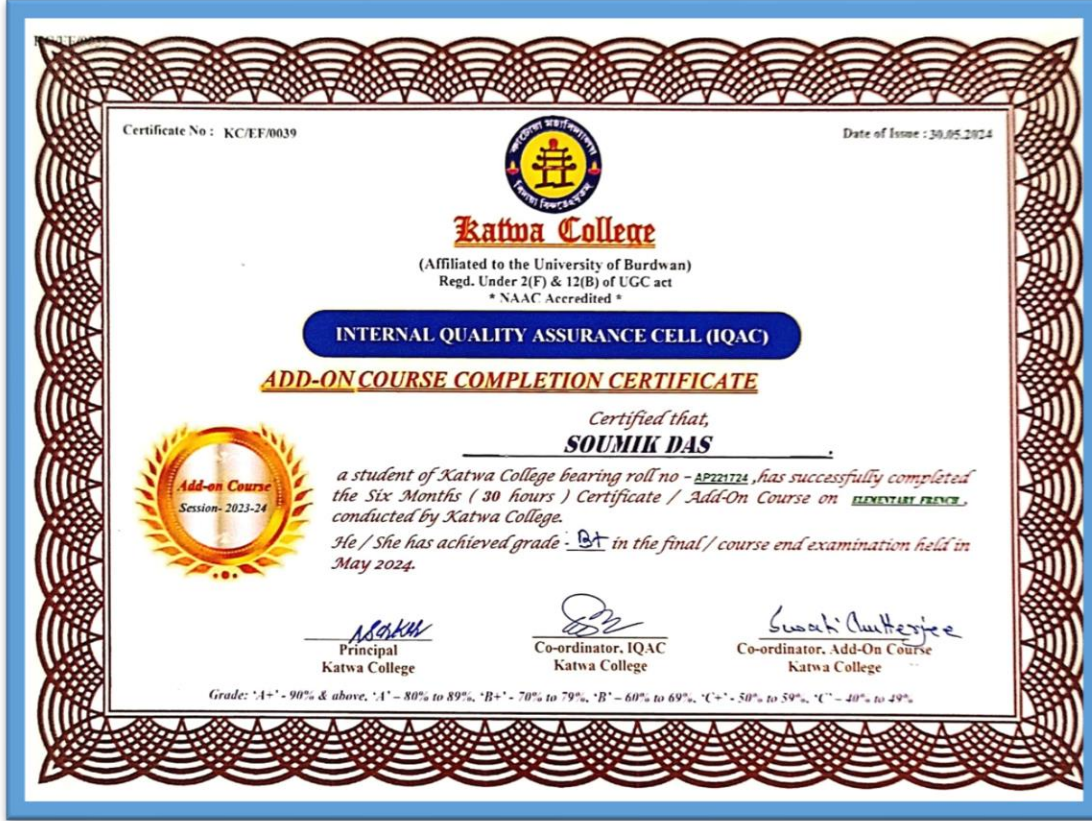 KC/EF/0039
Certificate No : KC/EF/0039
Date of Issue : 30.05.2024
কাটোয়া মহাবিদ্যালয়
Katwa College
(Affiliated to the University of Burdwan)
Regd. Under 2(F) & 12(B) of UGC act
* NAAC Accredited *
INTERNAL QUALITY ASSURANCE CELL (IQAC)
ADD-ON COURSE COMPLETION CERTIFICATE
Certified that,
SOUMIK DAS .
a student of Katwa College bearing roll no - AP221724 ,has successfully completed
the Six Months ( 30 hours ) Certificate / Add-On Course on ELEMENTARY FRENCH ,
conducted by Katwa College.
He / She has achieved grade - B+ in the final / course end examination held in
May 2024.
Add-on Course
Session- 2023-24
Principal
Katwa College
Co-ordinator. IQAC
Katwa College
Swati Chatterjee
Co-ordinator. Add-On Course
Katwa College
Grade: 'A+' - 90% & above, 'A' – 80% to 89%, 'B+' - 70% to 79%, 'B' – 60% to 69%, 'C+' - 50% to 59%, 'C' – 40% to 49%